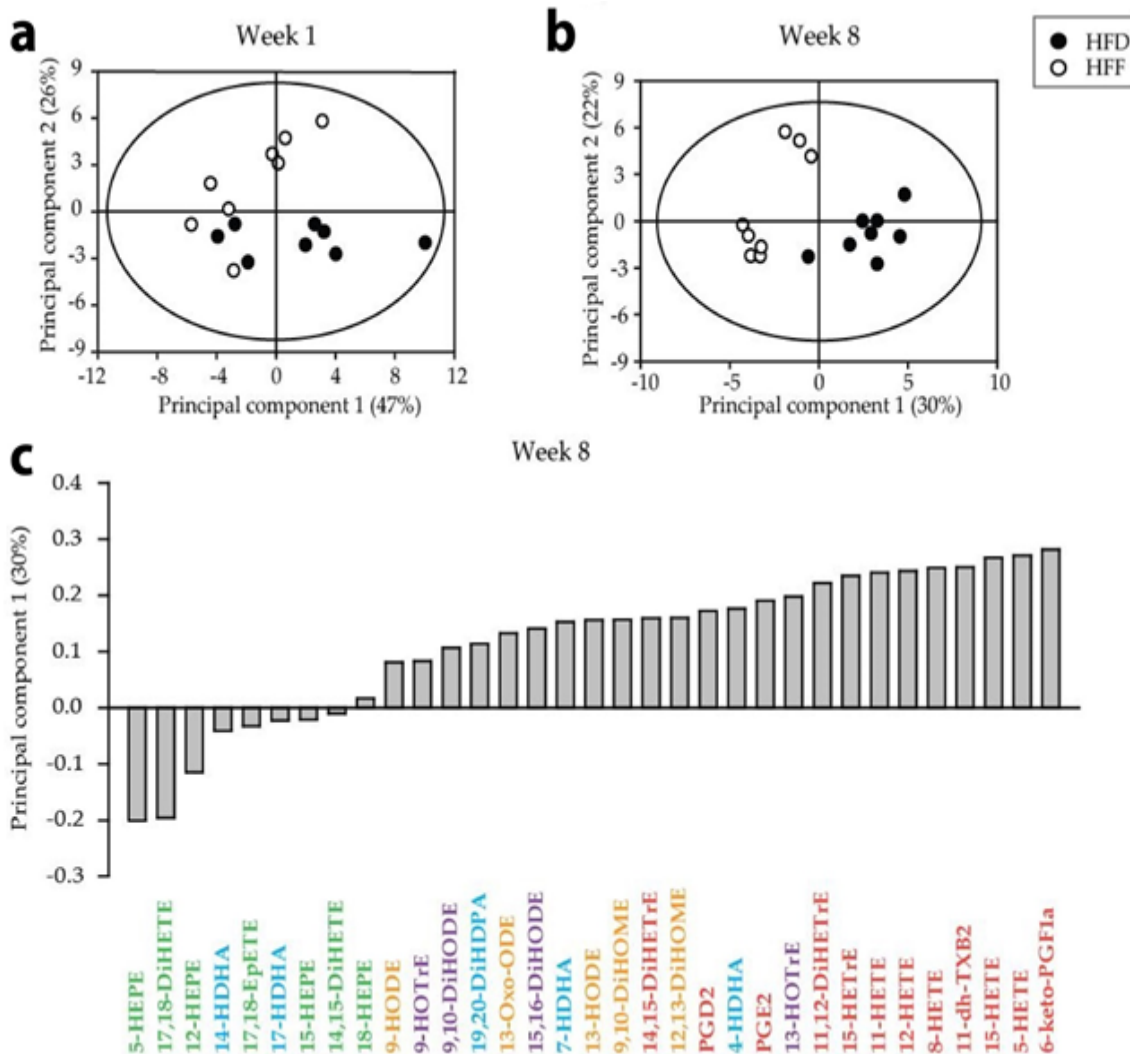 a
Week 1
Principal component 2 (26%)
9
6
3
0
-3
-6
-9
-12
-8
-4
0
4
8
12
Principal component 1 (47%)
b
Week 8
HFD
HFF
Principal component 2 (22%)
9
6
3
0
-3
-6
-9
-10
-5
0
5
10
Principal component 1 (30%)
c
Week 8
Principal component 1 (30%)
0.4
0.3
0.2
0.1
0.0
-0.1
-0.2
-0.3
5-HEPE
17,18-DiHETE
12-HEPE
14-HDHA
17,18-EpETE
17-HDHA
15-HEPE
14,15-DiHETE
18-HEPE
9-HODE
9-HOTrE
9,10-DiHODE
19,20-DiHDPA
13-Oxo-ODE
15,16-DiHODE
7-HDHA
13-HODE
9,10-DiHOME
14,15-DiHETrE
12,13-DiHOME
PGD2
4-HDHA
PGE2
13-HOTrE
11,12-DiHETrE
15-HETrE
11-HETE
12-HETE
8-HETE
11-dh-TXB2
15-HETE
5-HETE
6-keto-PGF1a